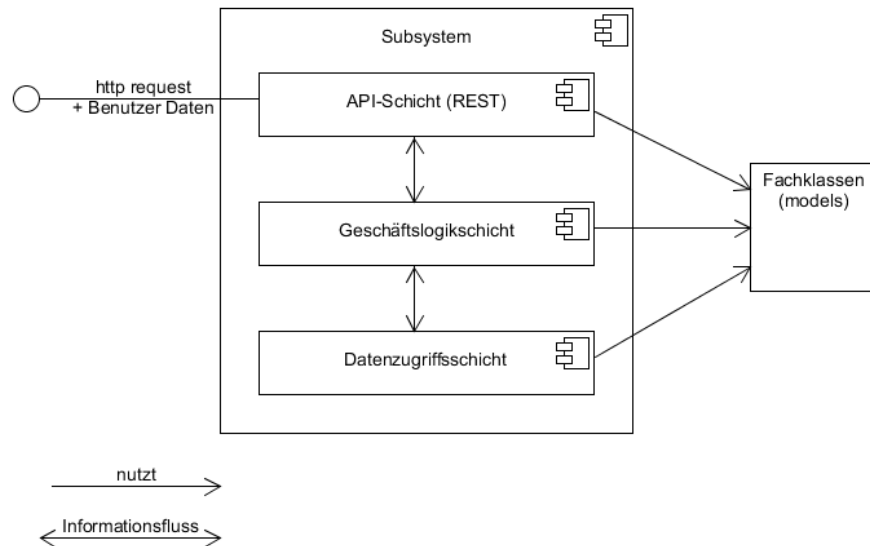 Subsystem
http request
+ Benutzer Daten
API-Schicht (REST)
Fachklassen
(models)
Geschäftslogikschicht
Datenzugriffsschicht
nutzt
Informationsfluss